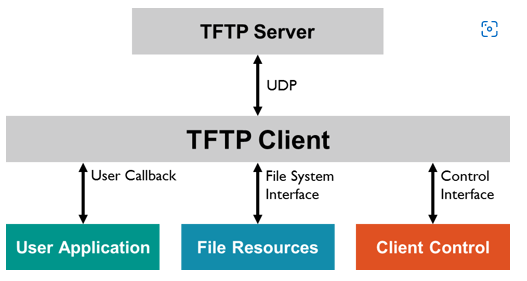 TFTP Server
UDP
TFTP Client
User Callback
File System
Interface
Control
Interface
User Application
File Resources
Client Control